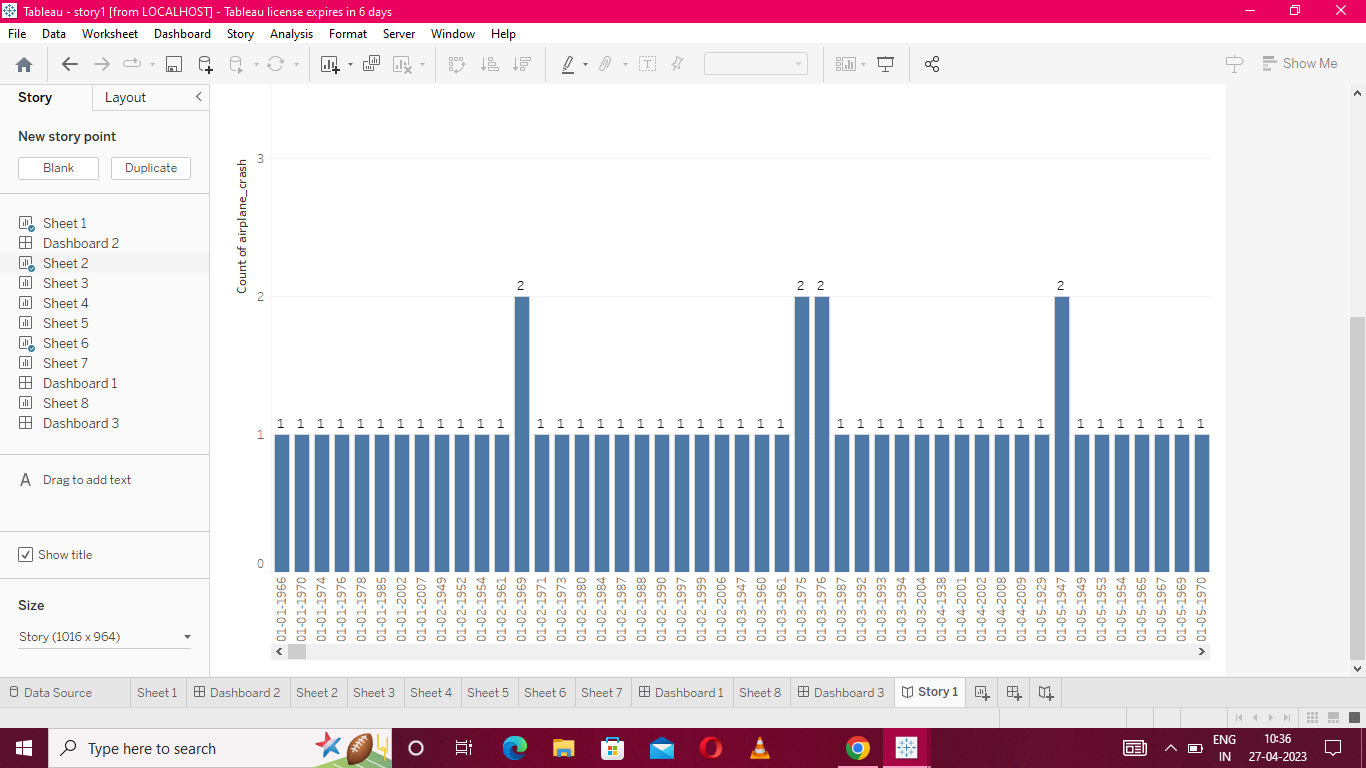 Tableau - story1 [from LOCALHOST] - Tableau license expires in 6 days
File Data Worksheet Dashboard Story Analysis Format Server Window Help
Show Me
Story Layout
New story point
Blank Duplicate
Sheet 1
Dashboard 2
Sheet 2
Sheet 3
Sheet 4
Sheet 5
Sheet 6
Sheet 7
Dashboard 1
Sheet 8
Dashboard 3
A Drag to add text
Show title
Size
Story (1016 x 964)
Count of airplane_crash
3
2
1
0
1 1 1 1 1 1 1 1 1 1 1 1 2 1 1 1 1 1 1 1 1 1 1 1 1 1 2 2 1 1 1 1 1 1 1 1 1 1 1 2 1 1 1 1 1 1 1
01-01-1966
01-01-1970
01-01-1974
01-01-1976
01-01-1978
01-01-1985
01-01-2002
01-01-2007
01-02-1949
01-02-1952
01-02-1954
01-02-1961
01-02-1969
01-02-1971
01-02-1973
01-02-1980
01-02-1984
01-02-1987
01-02-1988
01-02-1990
01-02-1997
01-02-1999
01-02-2006
01-03-1947
01-03-1960
01-03-1961
01-03-1975
01-03-1976
01-03-1987
01-03-1992
01-03-1993
01-03-1994
01-03-2004
01-04-1938
01-04-2001
01-04-2002
01-04-2008
01-04-2009
01-05-1929
01-05-1947
01-05-1949
01-05-1953
01-05-1954
01-05-1965
01-05-1967
01-05-1969
01-05-1970
Data Source Sheet 1 Dashboard 2 Sheet 2 Sheet 3 Sheet 4 Sheet 5 Sheet 6 Sheet 7 Dashboard 1 Sheet 8 Dashboard 3 Story 1
Type here to search
ENG
IN
10:36
27-04-2023